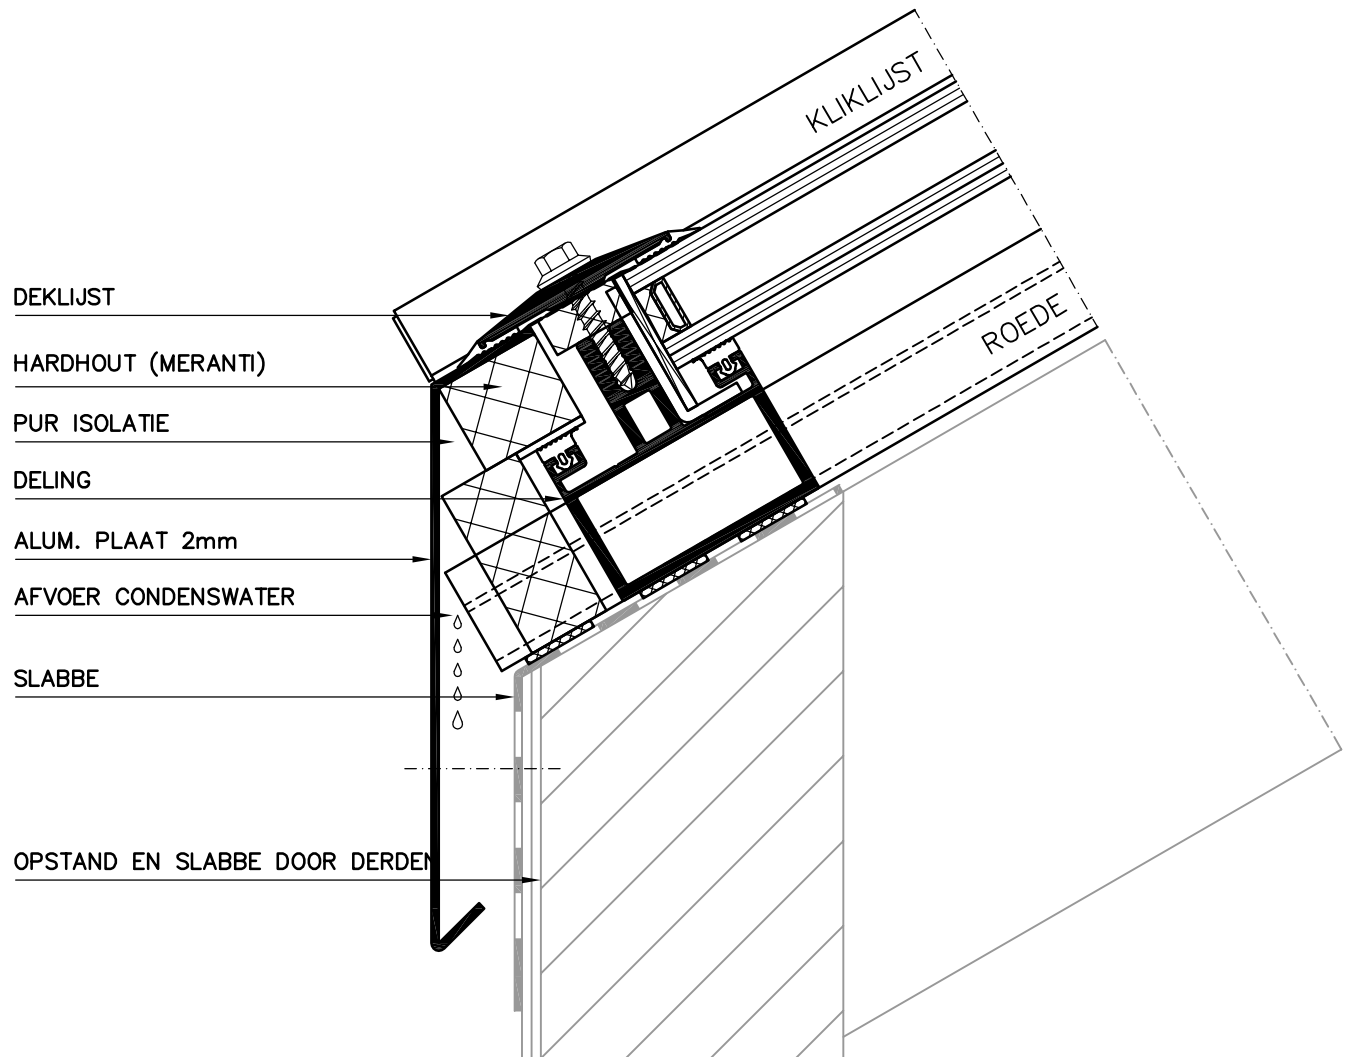 KLIKLIJST
DEKLIJST
ROEDE
HARDHOUT (MERANTI)
PUR ISOLATIE
DELING
ALUM. PLAAT 2mm
AFVOER CONDENSWATER
SLABBE
OPSTAND EN SLABBE DOOR DERDEN